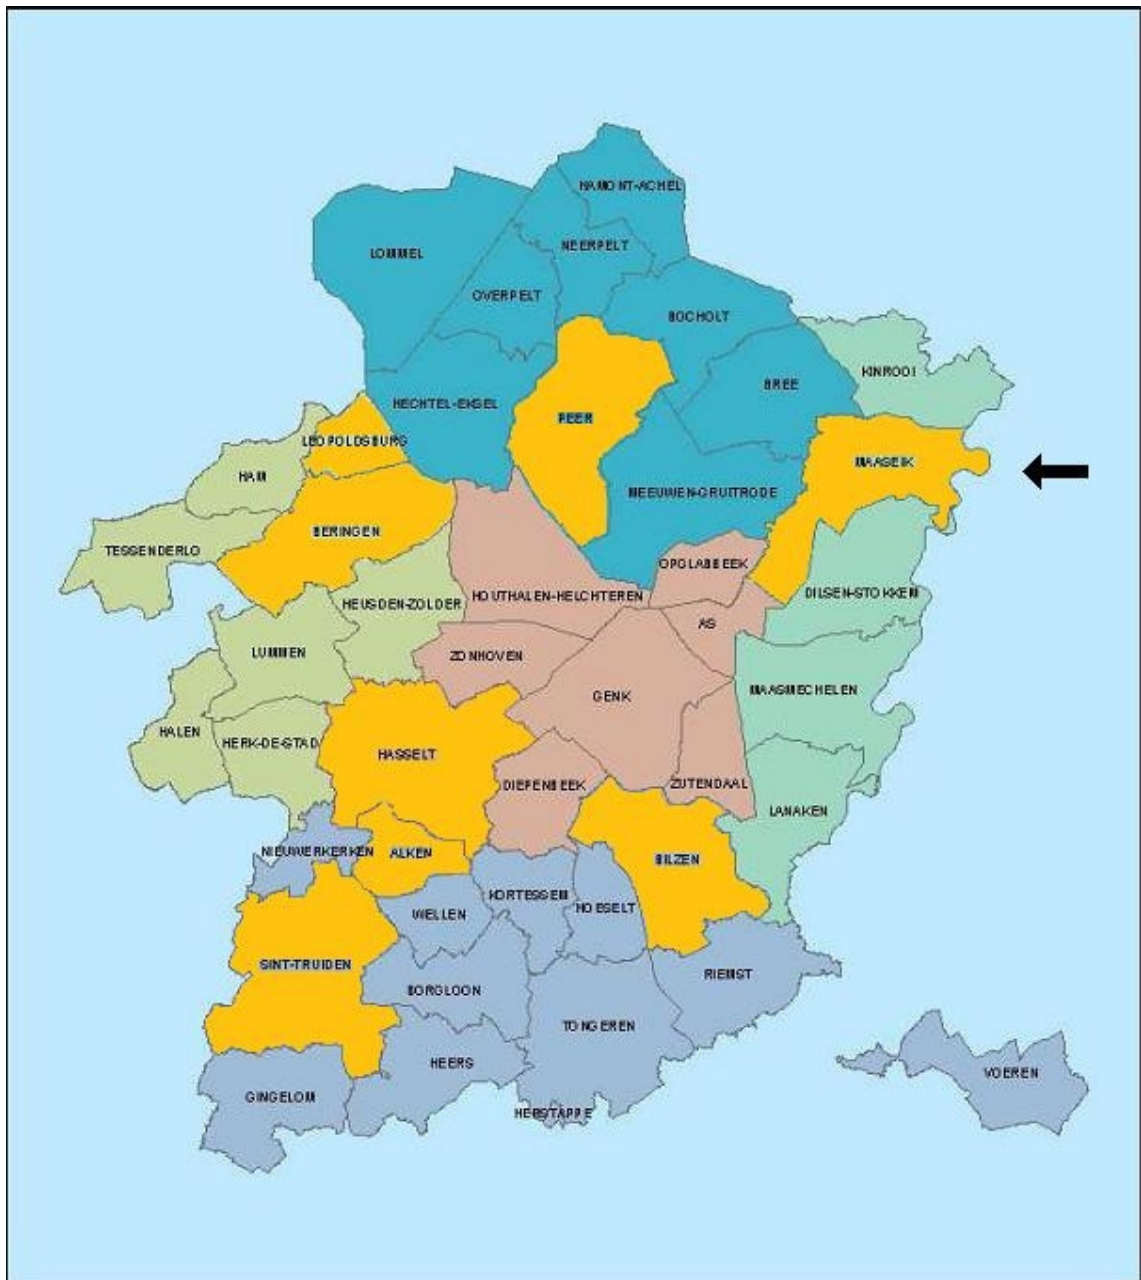 HAMONT-ACHEL
NEERPELT
LOMMEL
OVERPELT
BOCHOLT
KINROOI
BREE
HECHTEL-EKSEL
PEER
LEOPOLDSBURG
MAASEIK
HAM
MEEUWEN-GRUITRODE
BERINGEN
TESSENDERLO
OPGLABBEEK
DILSEN-STOKKEM
HOUTHALEN-HELCHTEREN
HEUSDEN-ZOLDER
AS
LUMMEN
ZONHOVEN
MAASMECHELEN
GENK
HALEN
HERK-DE-STAD
HASSELT
DIEPENBEEK
ZUTENDAAL
LANAKEN
NIEUWERKERKEN
ALKEN
BILZEN
KORTESSEM
HOESELT
WELLEN
SINT-TRUIDEN
RIEMST
BORGLOON
TONGEREN
HEERS
VOEREN
GINGELOM
HERSTAPPE